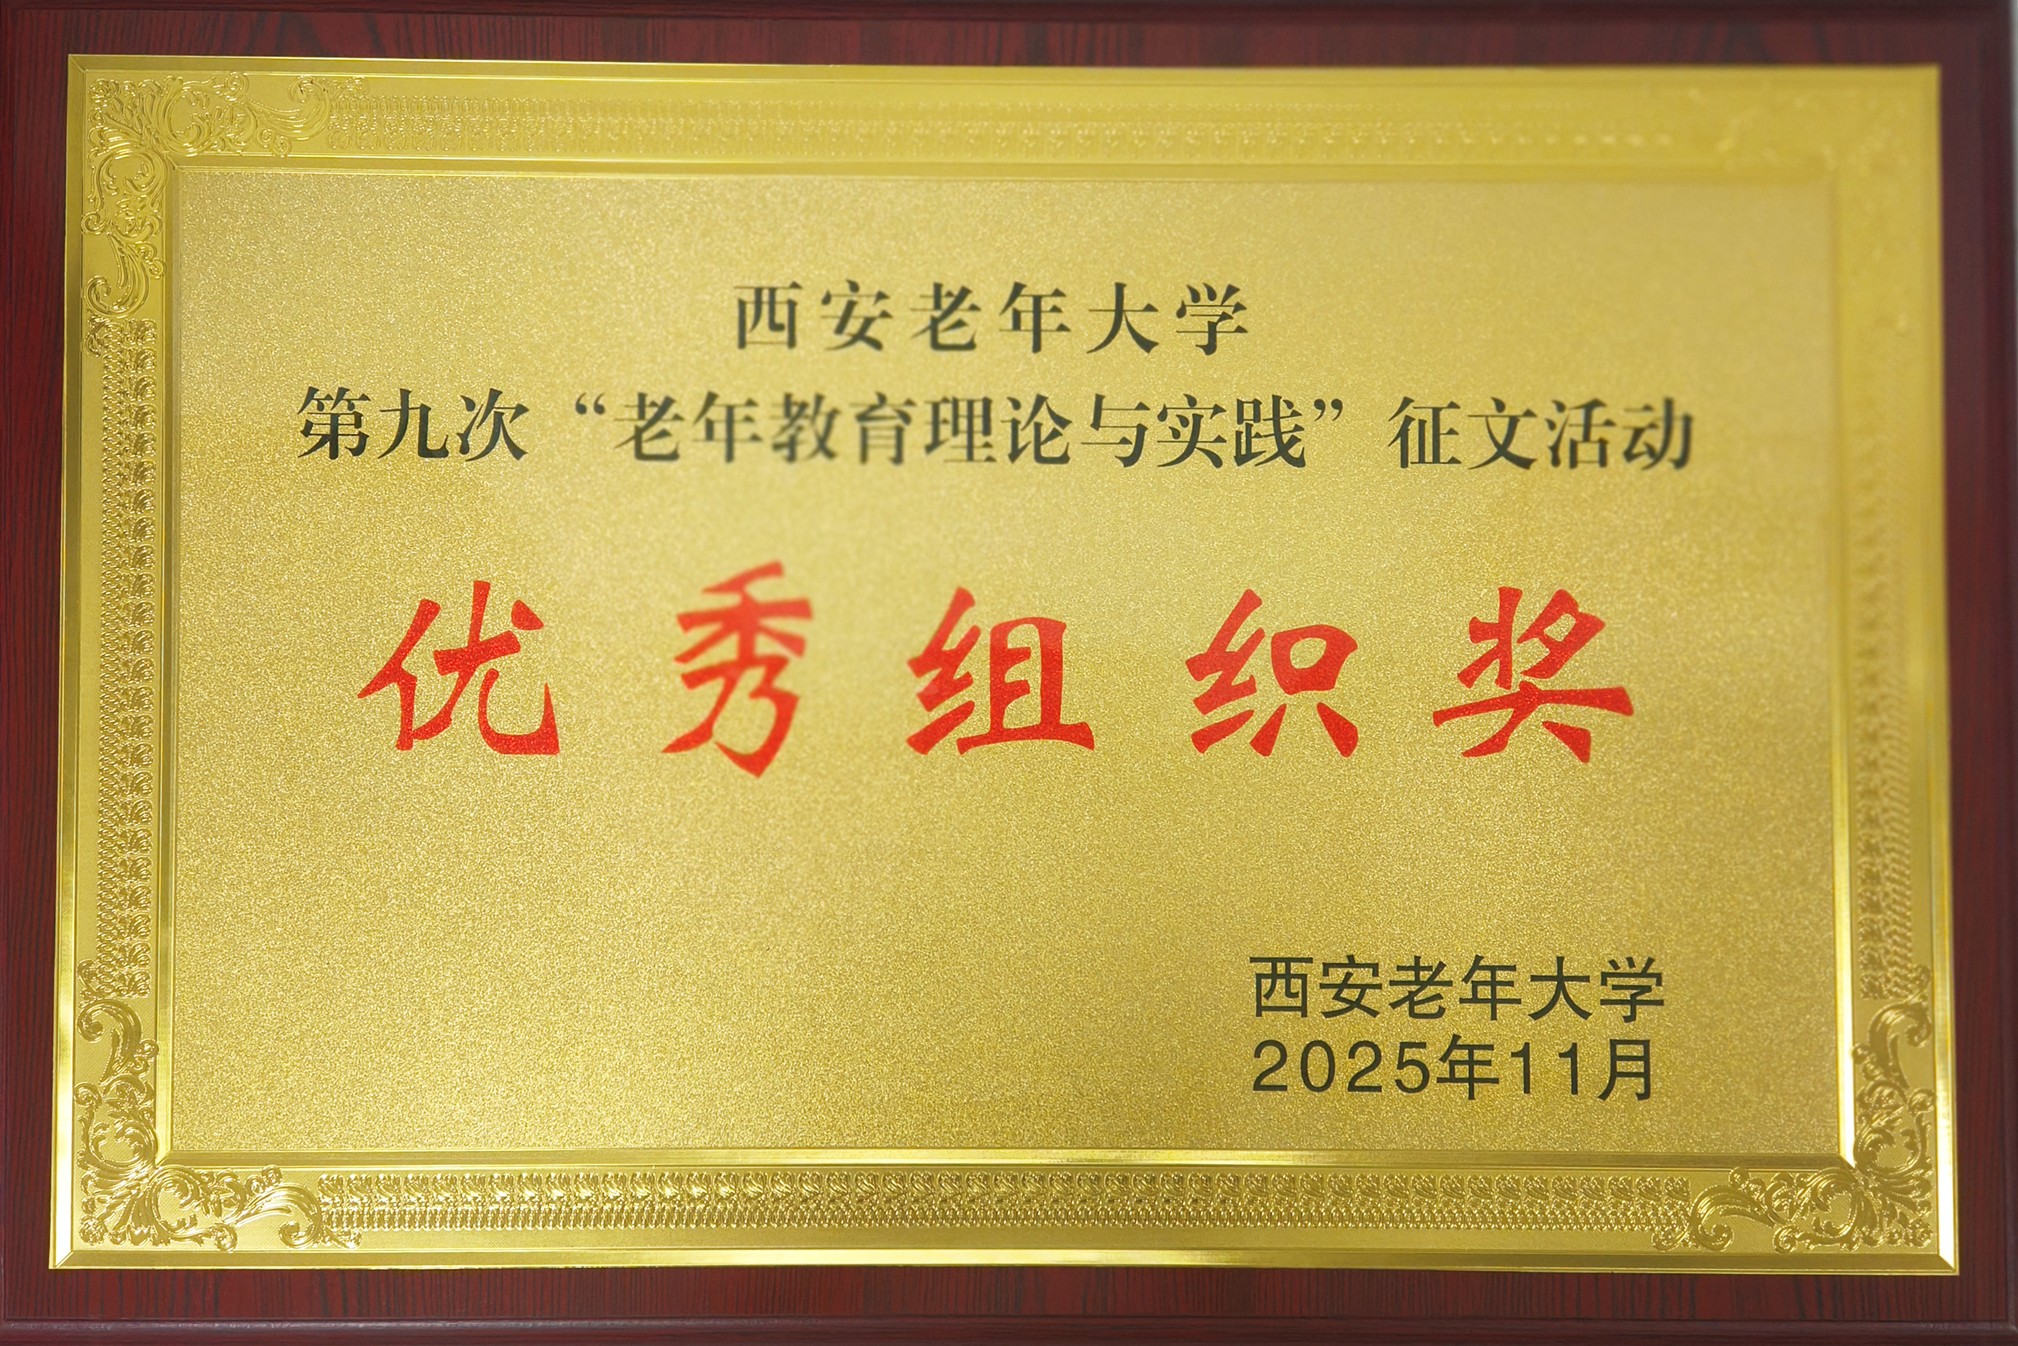 西安老年大学
第九次“老年教育理论与实践”征文活动
优秀组织奖
西安老年大学
2025年11月